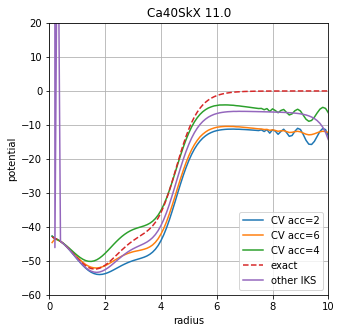 Ca40SkX 11.0
20
10
0
−10
−20
−30
−40
−50
−60
potential
0
2
4
6
8
10
radius
CV acc=2
CV acc=6
CV acc=4
exact
other IKS